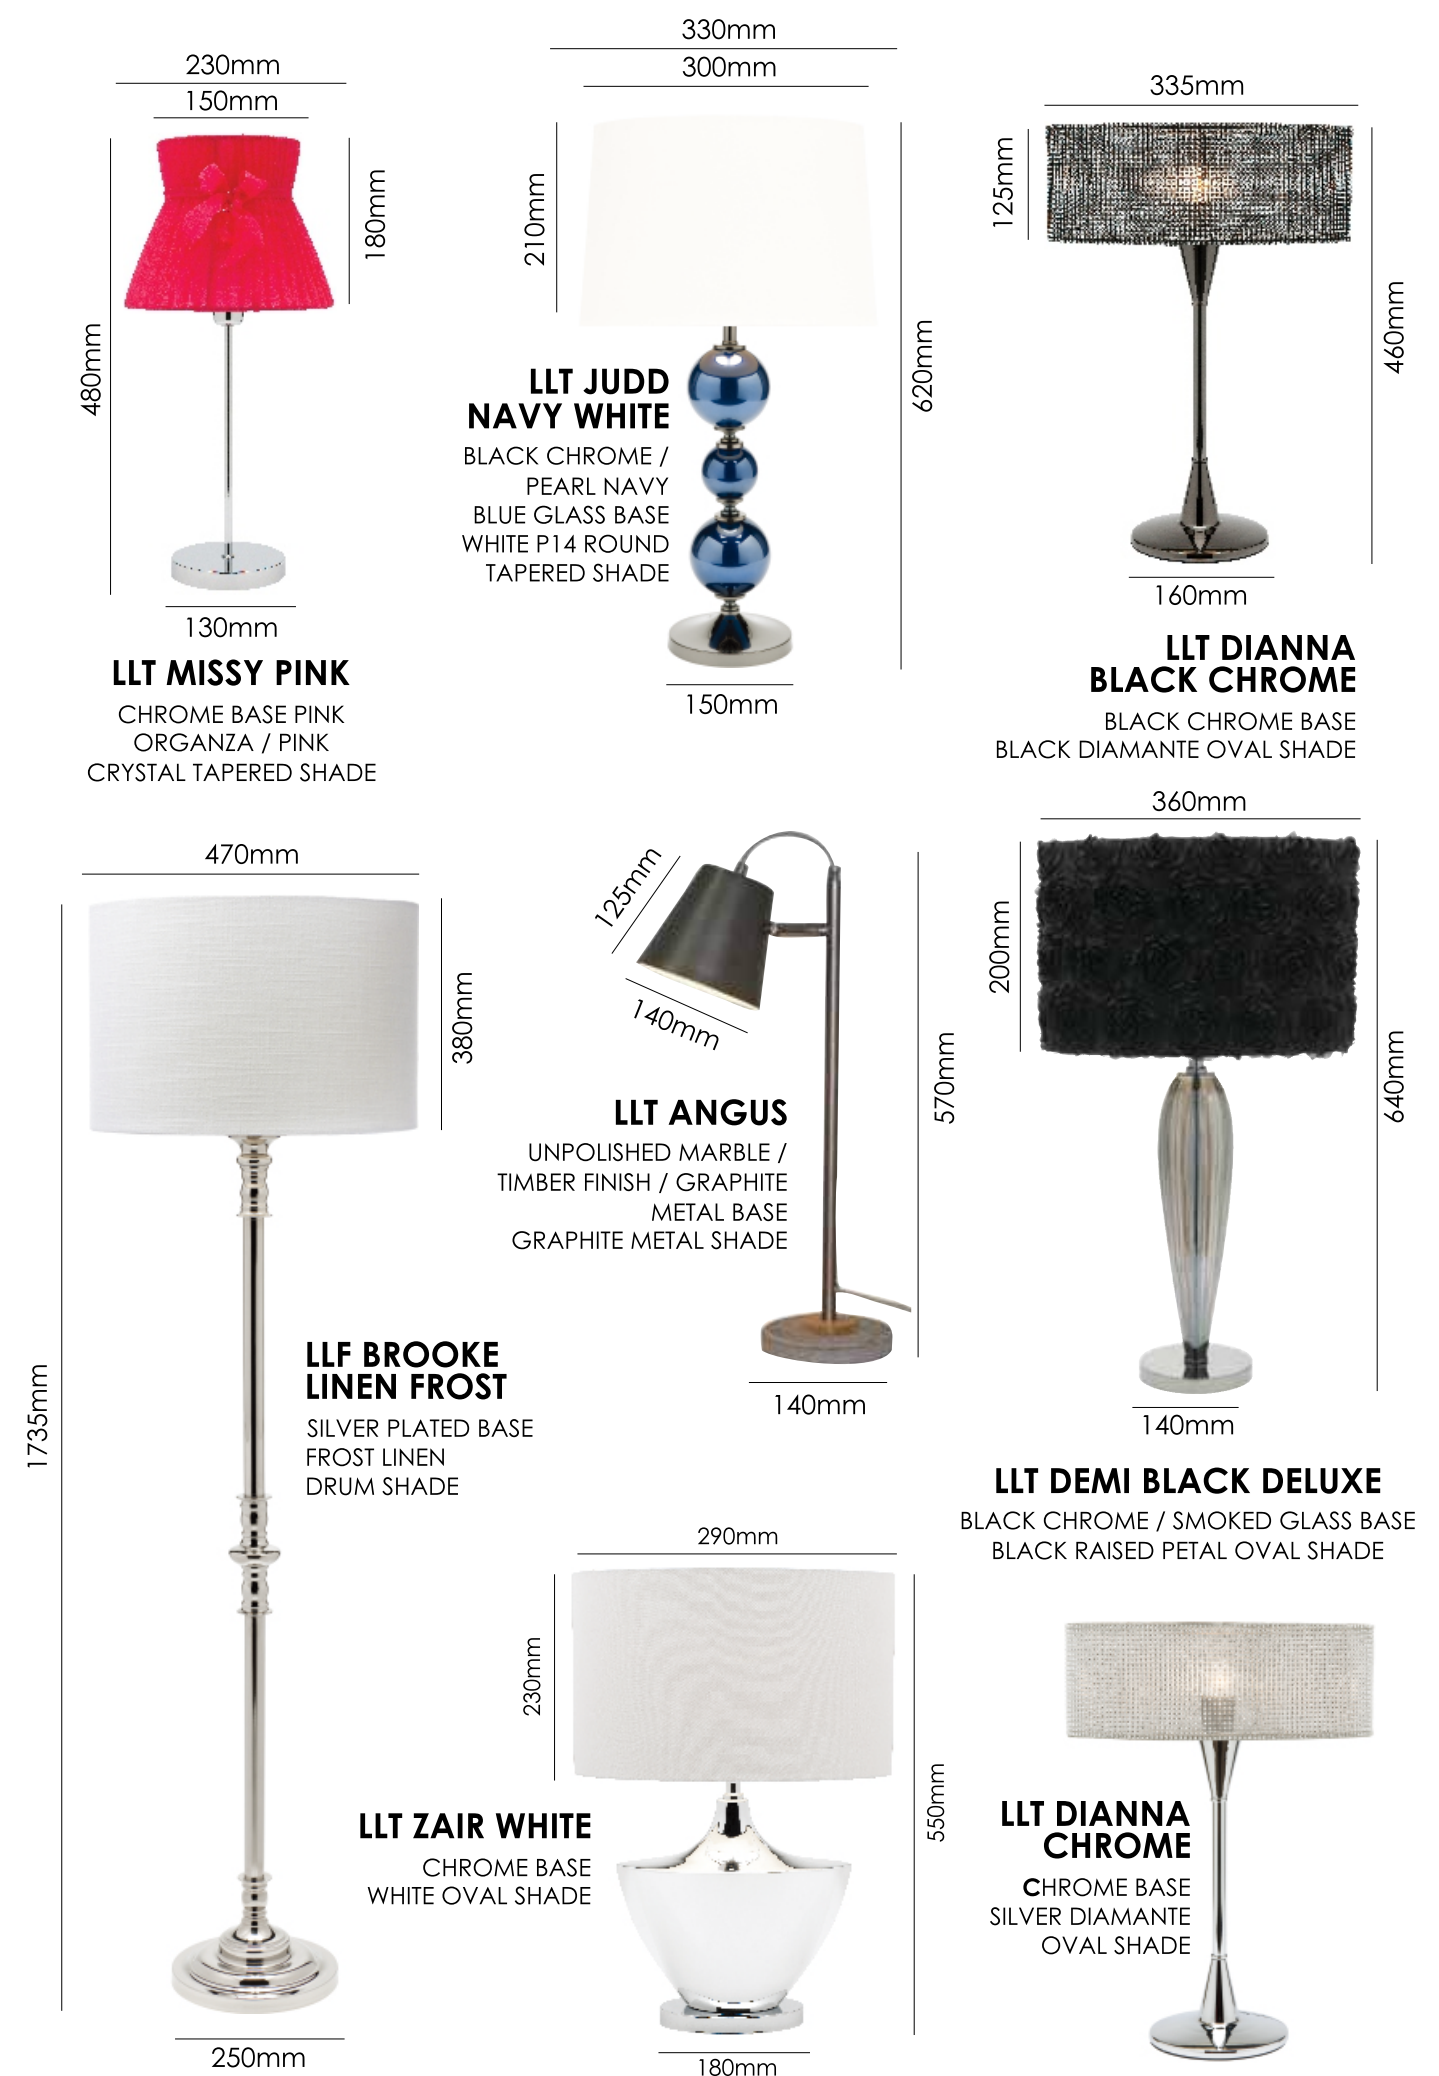 230mm
150mm
180mm
480mm
130mm
LLT MISSY PINK
CHROME BASE PINK
ORGANZA / PINK
CRYSTAL TAPERED SHADE
330mm
300mm
210mm
620mm
LLT JUDD
NAVY WHITE
BLACK CHROME /
PEARL NAVY
BLUE GLASS BASE
WHITE P14 ROUND
TAPERED SHADE
150mm
335mm
125mm
460mm
160mm
LLT DIANNA
BLACK CHROME
BLACK CHROME BASE
BLACK DIAMANTE OVAL SHADE
470mm
380mm
1735mm
LLF BROOKE
LINEN FROST
SILVER PLATED BASE
FROST LINEN
DRUM SHADE
250mm
125mm
140mm
570mm
LLT ANGUS
UNPOLISHED MARBLE /
TIMBER FINISH / GRAPHITE
METAL BASE
GRAPHITE METAL SHADE
140mm
360mm
200mm
640mm
140mm
LLT DEMI BLACK DELUXE
BLACK CHROME / SMOKED GLASS BASE
BLACK RAISED PETAL OVAL SHADE
290mm
230mm
550mm
LLT ZAIR WHITE
CHROME BASE
WHITE OVAL SHADE
180mm
LLT DIANNA
CHROME
CHROME BASE
SILVER DIAMANTE
OVAL SHADE